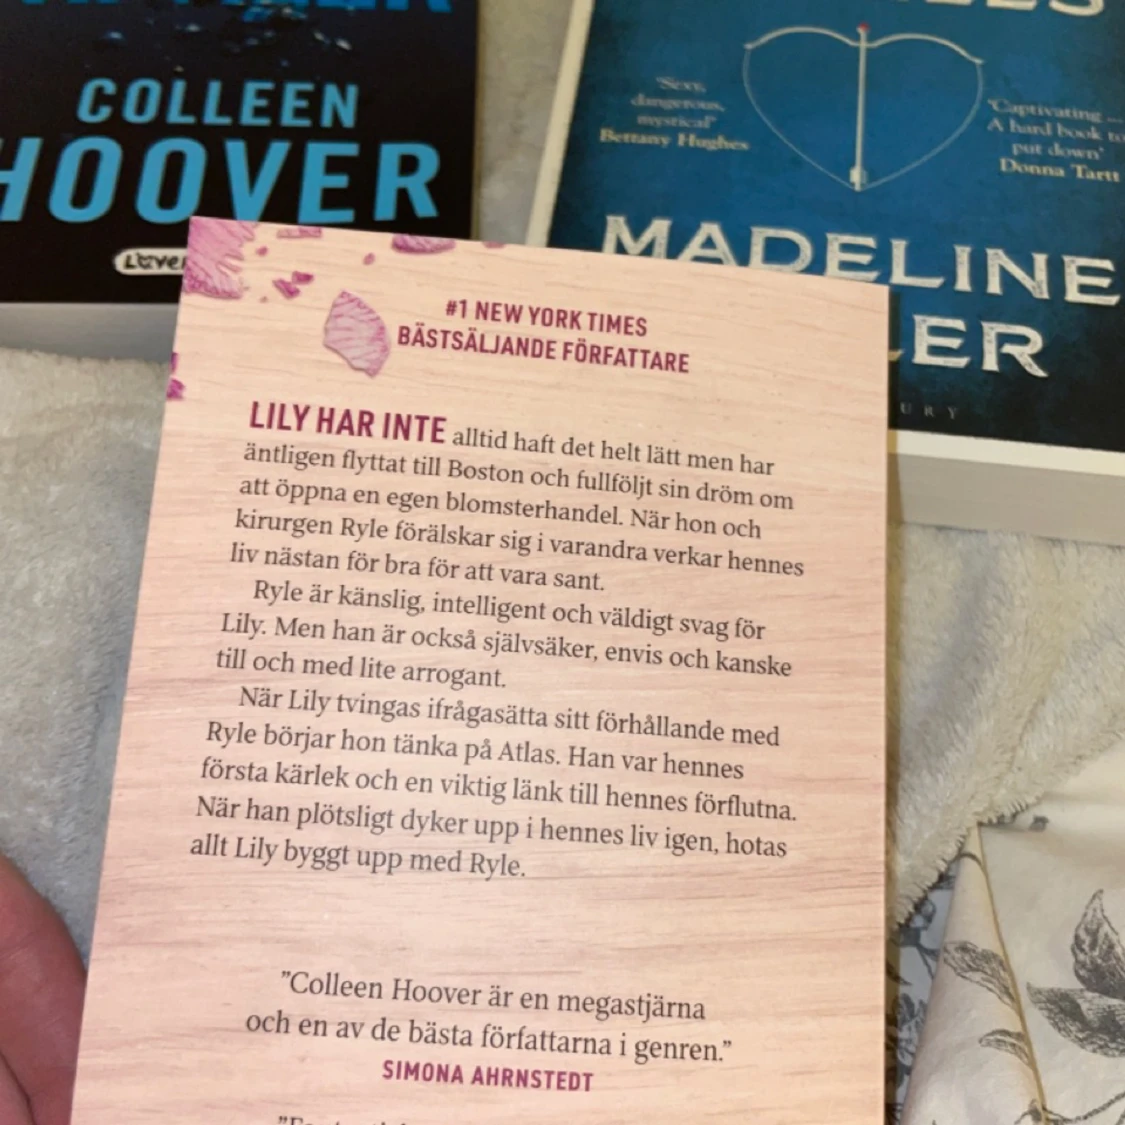 COLLEEN
HOOVER
"Sexy,
dangerous,
mystical"
Bettany Hughes
'Captivating ...
A hard book to
put down'
Donna Tartt
MADELINE
#1 NEW YORK TIMES
BÄSTSÄLJANDE FÖRFATTARE
LILY HAR INTE alltid haft det helt lätt men har
äntligen flyttat till Boston och fullföljt sin dröm om
att öppna en egen blomsterhandel. När hon och
kirurgen Ryle förälskar sig i varandra verkar hennes
liv nästan för bra för att vara sant.
Ryle är känslig, intelligent och väldigt svag för
Lily. Men han är också självsäker, envis och kanske
till och med lite arrogant.
När Lily tvingas ifrågasätta sitt förhållande med
Ryle börjar hon tänka på Atlas. Han var hennes
första kärlek och en viktig länk till hennes förflutna.
När han plötsligt dyker upp i hennes liv igen, hotas
allt Lily byggt upp med Ryle.
"Colleen Hoover är en megastjärna
och en av de bästa författarna i genren."
SIMONA AHRNSTEDT